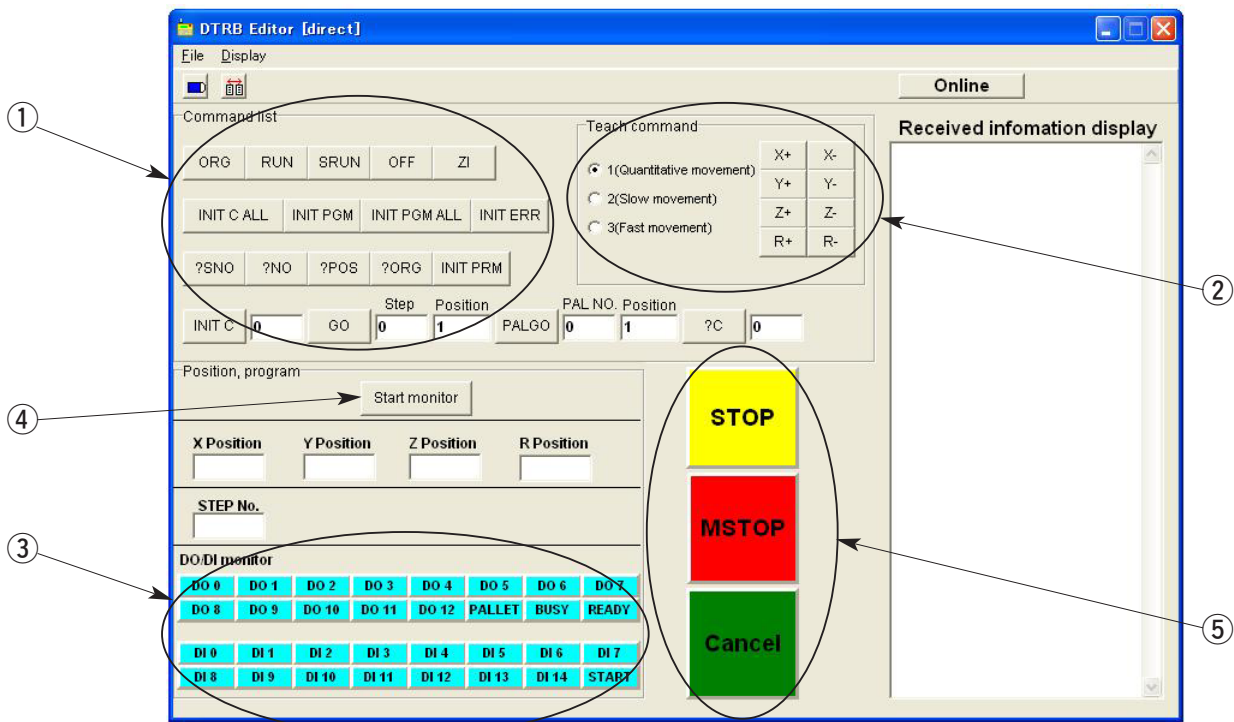 DTRB Editor [direct]
File Display
Online
①
Command list
ORG RUN SRUN OFF ZI
INIT C ALL INIT PGM INIT PGM ALL INIT ERR
?SNO ?NO ?POS ?ORG INIT PRM
Step Position PAL NO. Position
INIT C 0 GO 0 1 PALGO 0 1 ?C 0
Teach command
1(Quantitative movement) X+ X-
2(Slow movement) Y+ Y-
3(Fast movement) Z+ Z-
R+ R-
②
Received infomation display
Position, program
④
Start monitor
X Position Y Position Z Position R Position
STEP No.
③
DO/DI monitor
DO 0 DO 1 DO 2 DO 3 DO 4 DO 5 DO 6 DO 7
DO 8 DO 9 DO 10 DO 11 DO 12 PALLET BUSY READY
DI 0 DI 1 DI 2 DI 3 DI 4 DI 5 DI 6 DI 7
DI 8 DI 9 DI 10 DI 11 DI 12 DI 13 DI 14 START
STOP
MSTOP
Cancel
⑤